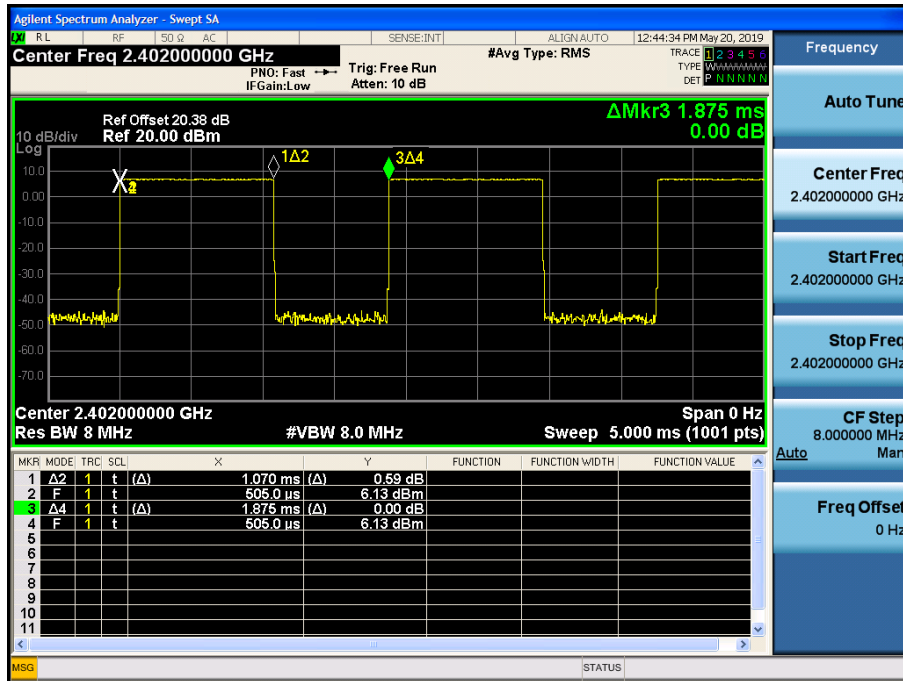 Agilent Spectrum Analyzer - Swept SA
LXI RL RF 50 Ω AC SENSE:INT ALIGN AUTO 12:44:34 PM May 20, 2019
Center Freq 2.402000000 GHz #Avg Type: RMS TRACE 1 2 3 4 5 6
PNO: Fast Trig: Free Run TYPE WWWWWW
IFGain:Low Atten: 10 dB DET P N N N N N
ΔMkr3 1.875 ms
0.00 dB
Ref Offset 20.38 dB
10 dB/div Ref 20.00 dBm
Log
1Δ2
3Δ4
10.0
0.00
-10.0
-20.0
-30.0
-40.0
-50.0
-60.0
-70.0
Center 2.402000000 GHz Span 0 Hz
Res BW 8 MHz #VBW 8.0 MHz Sweep 5.000 ms (1001 pts)
MKR MODE TRC SCL X Y FUNCTION FUNCTION WIDTH FUNCTION VALUE
1 Δ2 1 t (Δ) 1.070 ms (Δ) 0.59 dB
2 F 1 t 505.0 µs 6.13 dBm
3 Δ4 1 t (Δ) 1.875 ms (Δ) 0.00 dB
4 F 1 t 505.0 µs 6.13 dBm
5
6
7
8
9
10
11
MSG STATUS
Frequency
Auto Tune
Center Freq
2.402000000 GHz
Start Freq
2.402000000 GHz
Stop Freq
2.402000000 GHz
CF Step
8.000000 MHz
Auto Man
Freq Offset
0 Hz